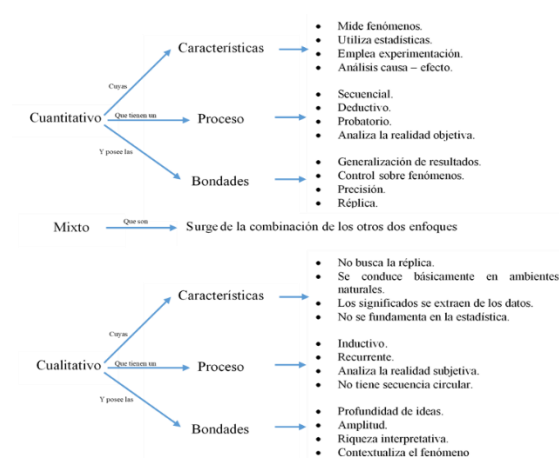 • Mide fenómenos.
• Utiliza estadísticas.
Características
• Emplea experimentación.
• Análisis causa – efecto.
Cuyas
• Secuencial.
Cuantitativo
Que tienen un
Proceso
• Deductivo.
• Probatorio.
• Analiza la realidad objetiva.
Y posee las
• Generalización de resultados.
Bondades
• Control sobre fenómenos.
• Precisión.
• Réplica.
Mixto
Que son
Surge de la combinación de los otros dos enfoques
• No busca la réplica.
• Se conduce básicamente en ambientes
naturales.
Características
• Los significados se extraen de los datos.
• No se fundamenta en la estadística.
Cuyas
• Inductivo.
Cualitativo
Que tienen un
Proceso
• Recurrente.
• Analiza la realidad subjetiva.
• No tiene secuencia circular.
Y posee las
• Profundidad de ideas.
Bondades
• Amplitud.
• Riqueza interpretativa.
• Contextualiza el fenómeno